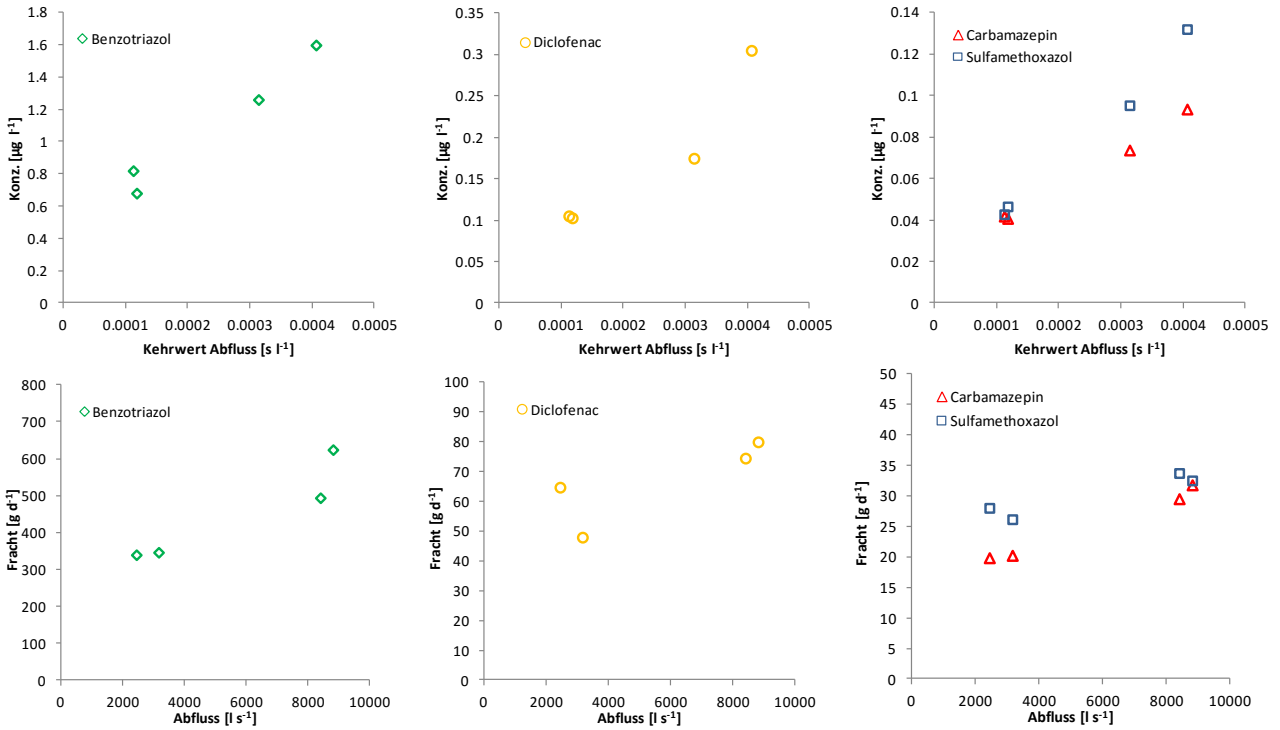 1.8
1.6
1.4
1.2
1
0.8
0.6
0.4
0.2
0
Konz. [µg l⁻¹]
Benzotriazol
0 0.0001 0.0002 0.0003 0.0004 0.0005
Kehrwert Abfluss [s l⁻¹]
0.35
0.3
0.25
0.2
0.15
0.1
0.05
0
Konz. [µg l⁻¹]
Diclofenac
0 0.0001 0.0002 0.0003 0.0004 0.0005
Kehrwert Abfluss [s l⁻¹]
0.14
0.12
0.1
0.08
0.06
0.04
0.02
0
Konz. [µg l⁻¹]
Carbamazepin
Sulfamethoxazol
0 0.0001 0.0002 0.0003 0.0004 0.0005
Kehrwert Abfluss [s l⁻¹]
800
700
600
500
400
300
200
100
0
Fracht [g d⁻¹]
Benzotriazol
0 2000 4000 6000 8000 10000
Abfluss [l s⁻¹]
100
90
80
70
60
50
40
30
20
10
0
Fracht [g d⁻¹]
Diclofenac
0 2000 4000 6000 8000 10000
Abfluss [l s⁻¹]
50
45
40
35
30
25
20
15
10
5
0
Fracht [g d⁻¹]
Carbamazepin
Sulfamethoxazol
0 2000 4000 6000 8000 10000
Abfluss [l s⁻¹]